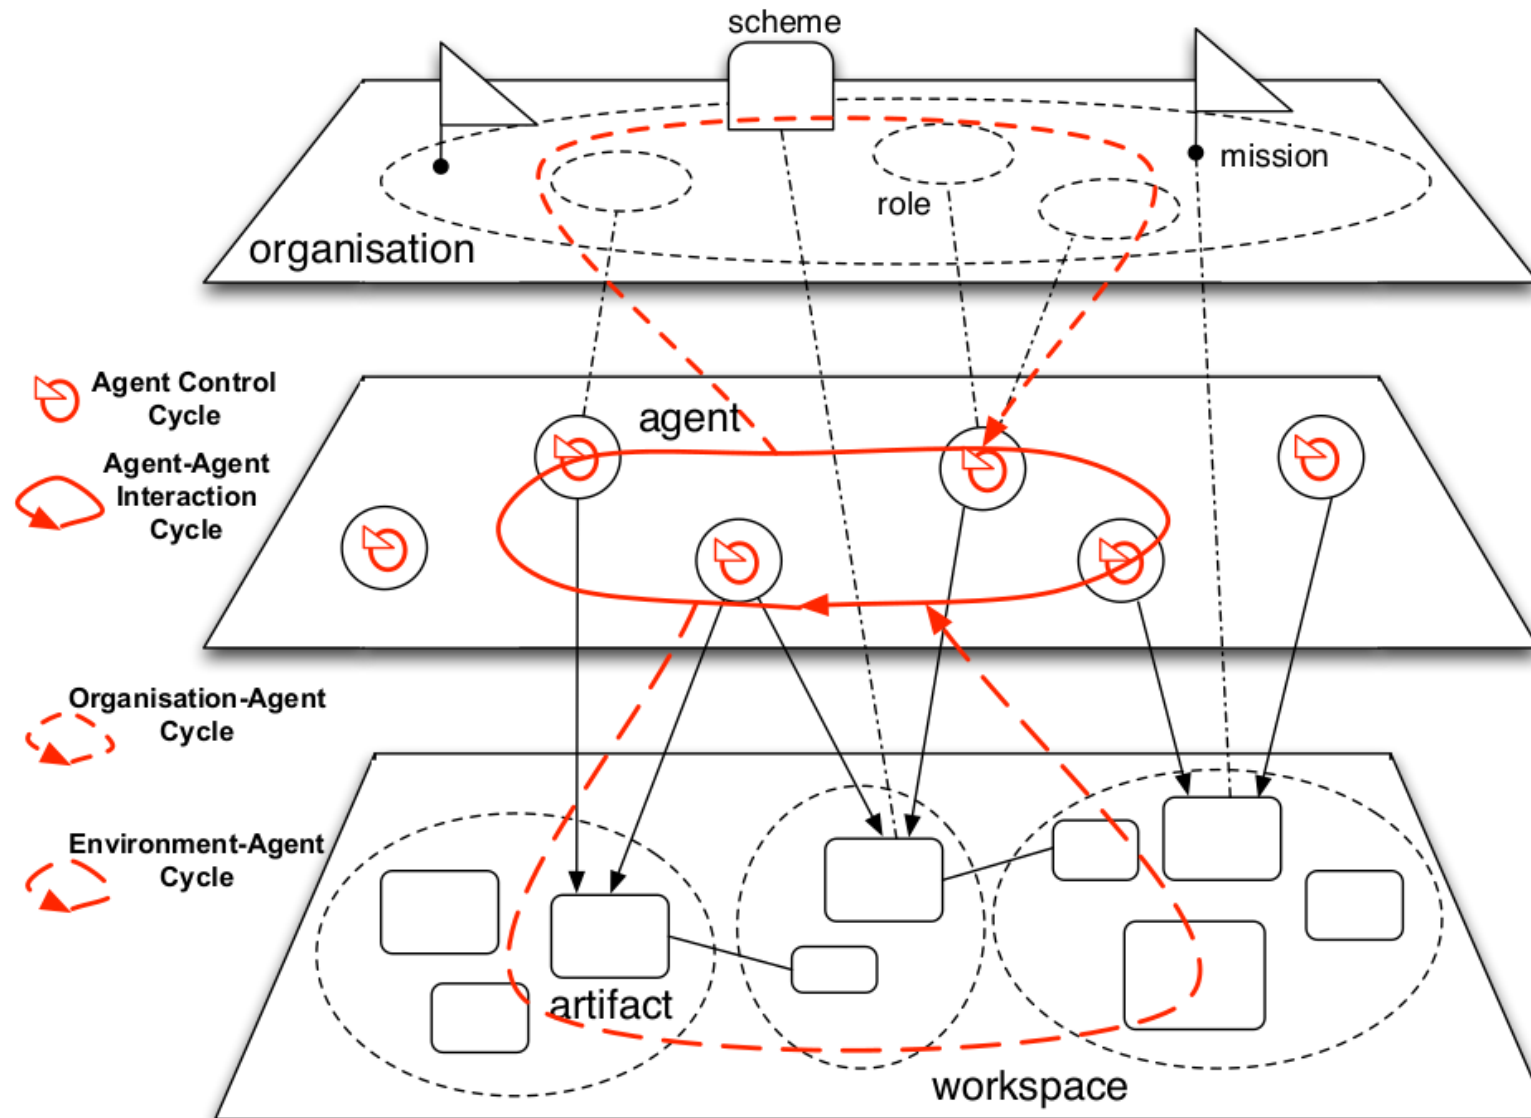 scheme
mission
role
organisation
Agent Control
Cycle
agent
Agent-Agent
Interaction
Cycle
Organisation-Agent
Cycle
Environment-Agent
Cycle
artifact
workspace